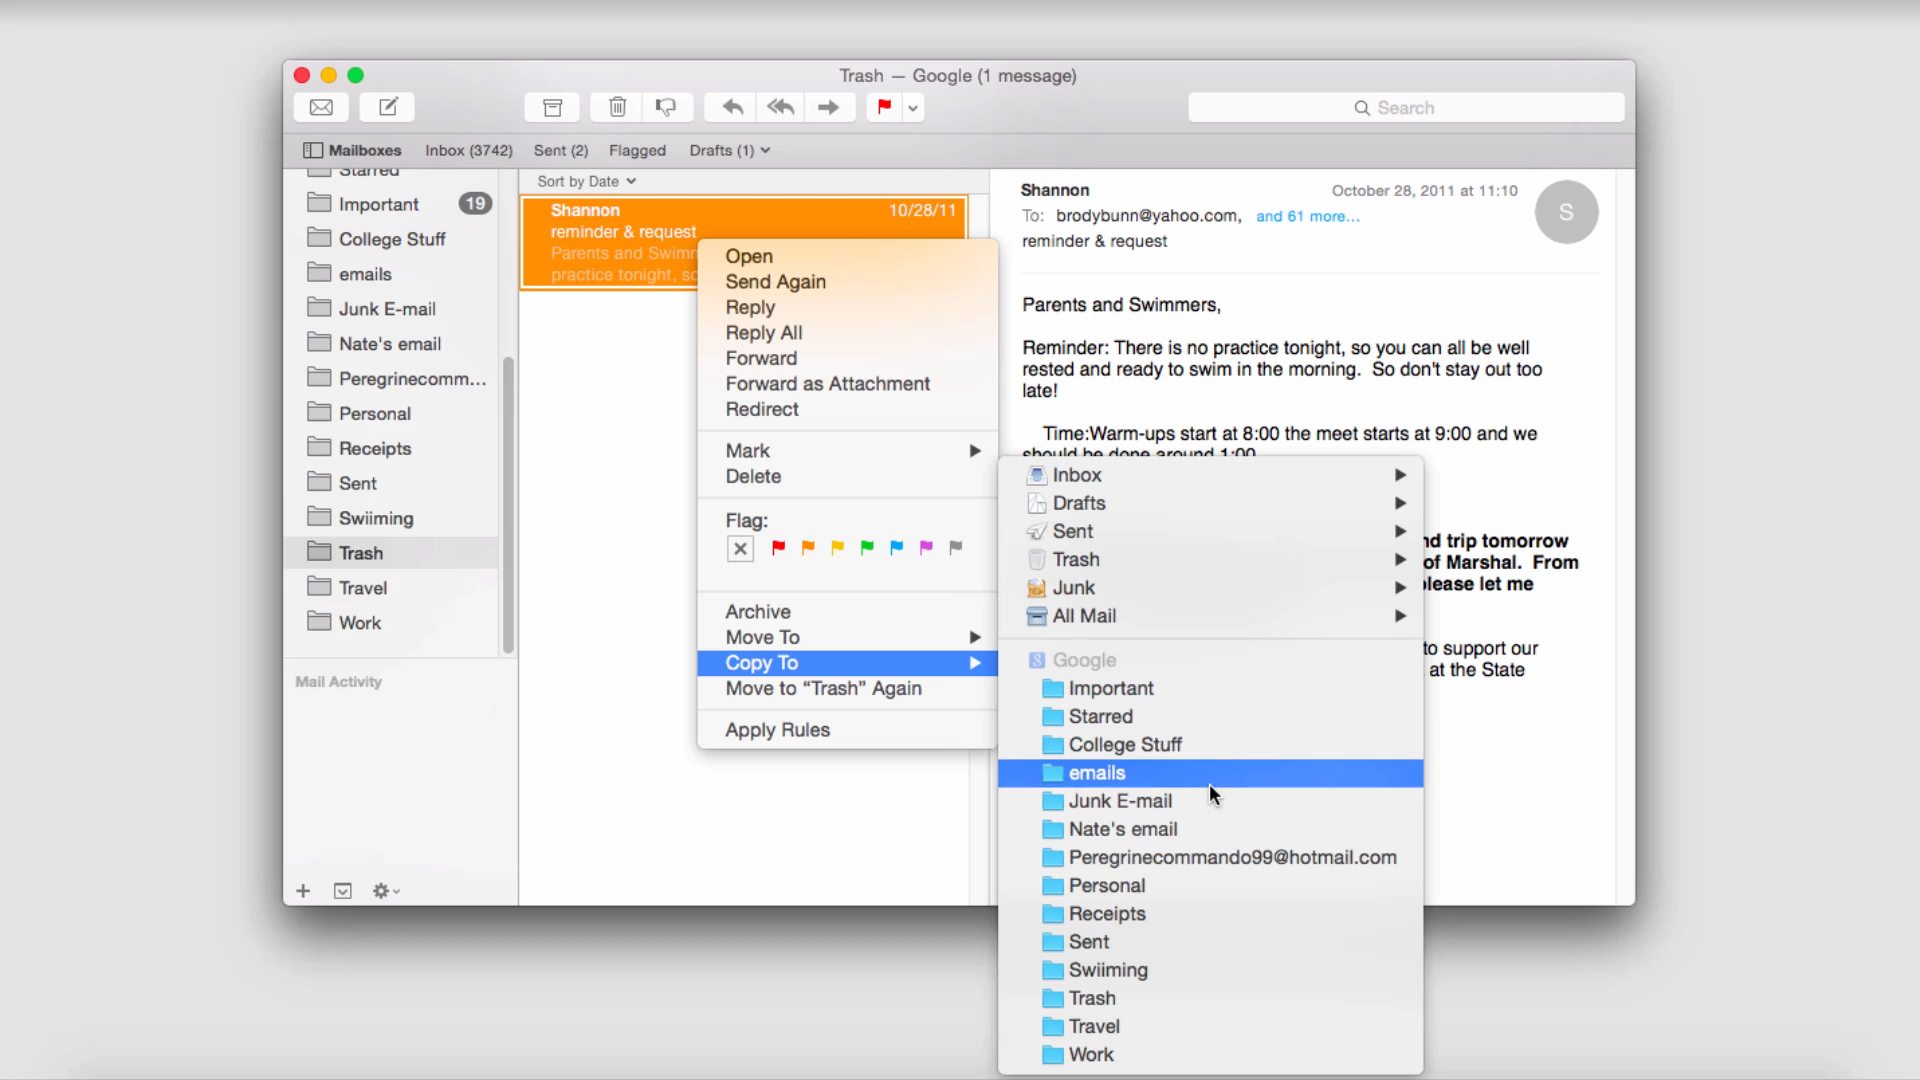 Trash — Google (1 message)
Search
Mailboxes
Inbox (3742)
Sent (2)
Flagged
Drafts (1)
Starred
Important 19
College Stuff
emails
Junk E-mail
Nate's email
Peregrinecomm...
Personal
Receipts
Sent
Swiiming
Trash
Travel
Work
Mail Activity
Sort by Date
Shannon 10/28/11
reminder & request
Parents and Swimm
practice tonight, so
Open
Send Again
Reply
Reply All
Forward
Forward as Attachment
Redirect
Mark
Delete
Flag:
Archive
Move To
Copy To
Move to “Trash” Again
Apply Rules
Inbox
Drafts
Sent
Trash
Junk
All Mail
Google
Important
Starred
College Stuff
emails
Junk E-mail
Nate's email
Peregrinecommando99@hotmail.com
Personal
Receipts
Sent
Swiiming
Trash
Travel
Work
Shannon October 28, 2011 at 11:10
To: brodybunn@yahoo.com, and 61 more...
reminder & request
S
Parents and Swimmers,
Reminder: There is no practice tonight, so you can all be well
rested and ready to swim in the morning. So don't stay out too
late!
Time:Warm-ups start at 8:00 the meet starts at 9:00 and we
should be done around 1:00
trip tomorrow
of Marshal. From
please let me
to support our
at the State